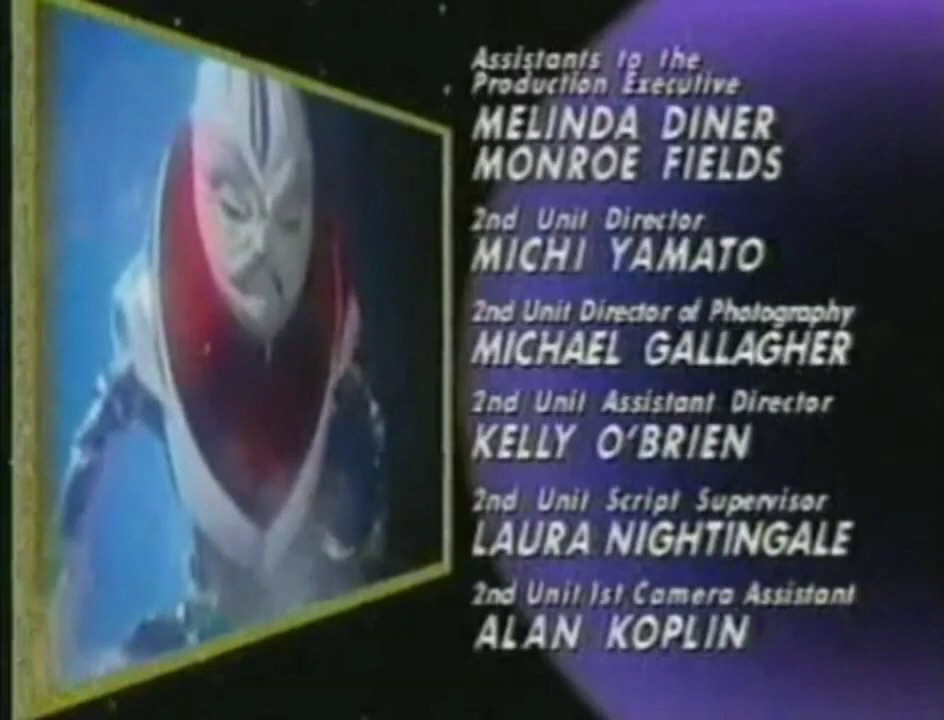 Assistants to the
Production Executive
MELINDA DINER
MONROE FIELDS
2nd Unit Director
MICHI YAMATO
2nd Unit Director of Photography
MICHAEL GALLAGHER
2nd Unit Assistant Director
KELLY O'BRIEN
2nd Unit Script Supervisor
LAURA NIGHTINGALE
2nd Unit 1st Camera Assistant
ALAN KOPLIN